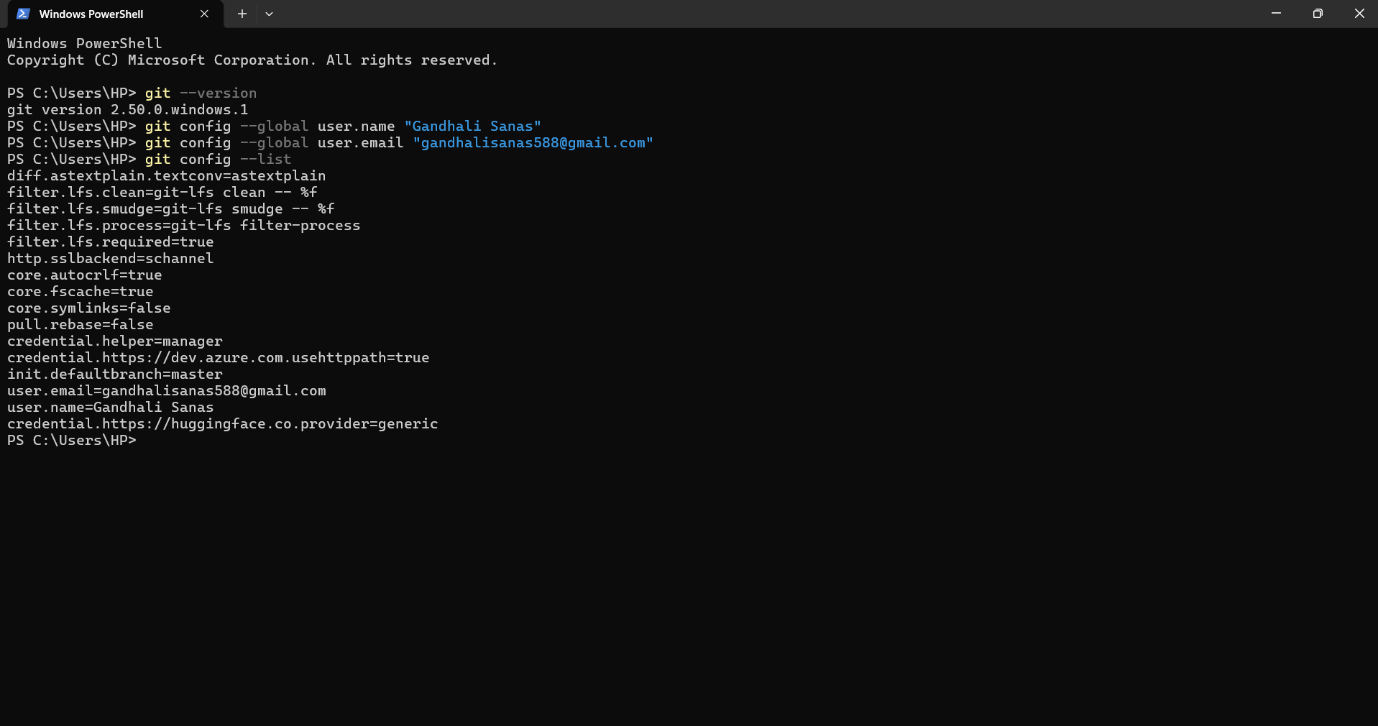 Windows PowerShell
Windows PowerShell
Copyright (C) Microsoft Corporation. All rights reserved.
PS C:\Users\HP> git --version
git version 2.50.0.windows.1
PS C:\Users\HP> git config --global user.name "Gandhali Sanas"
PS C:\Users\HP> git config --global user.email "gandhalisanas588@gmail.com"
PS C:\Users\HP> git config --list
diff.astextplain.textconv=astextplain
filter.lfs.clean=git-lfs clean -- %f
filter.lfs.smudge=git-lfs smudge -- %f
filter.lfs.process=git-lfs filter-process
filter.lfs.required=true
http.sslbackend=schannel
core.autocrlf=true
core.fscache=true
core.symlinks=false
pull.rebase=false
credential.helper=manager
credential.https://dev.azure.com.usehttppath=true
init.defaultbranch=master
user.email=gandhalisanas588@gmail.com
user.name=Gandhali Sanas
credential.https://huggingface.co.provider=generic
PS C:\Users\HP>